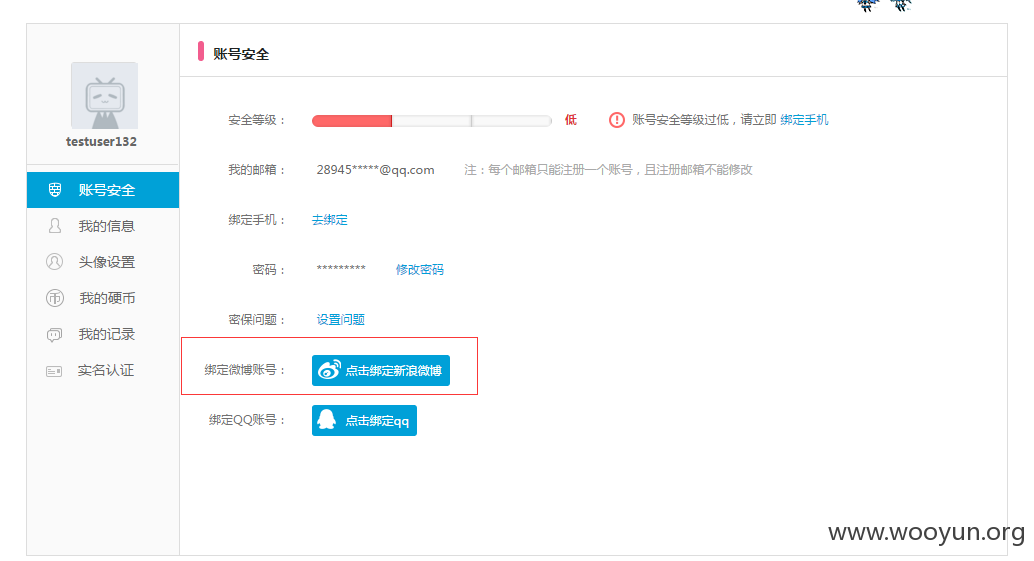 账号安全
testuser132
账号安全
我的信息
头像设置
我的硬币
我的记录
实名认证
安全等级： 低 账号安全等级过低，请立即 绑定手机
我的邮箱： 28945*****@qq.com 注：每个邮箱只能注册一个账号，且注册邮箱不能修改
绑定手机： 去绑定
密码： ********* 修改密码
密保问题： 设置问题
绑定微博账号： 点击绑定新浪微博
绑定QQ账号： 点击绑定qq
www.wooyun.org